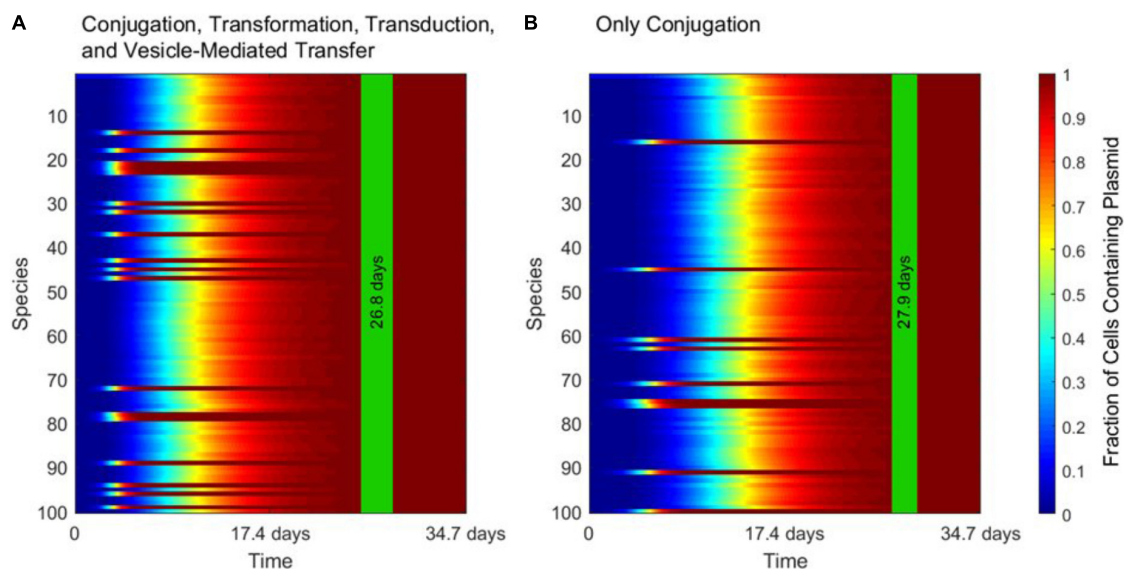 A
Conjugation, Transformation, Transduction,
and Vesicle-Mediated Transfer
10
20
30
40
50
60
70
80
90
100
Species
26.8 days
0
17.4 days
34.7 days
Time
B
Only Conjugation
10
20
30
40
50
60
70
80
90
100
Species
27.9 days
0
17.4 days
34.7 days
Time
1
0.9
0.8
0.7
0.6
0.5
0.4
0.3
0.2
0.1
0
Fraction of Cells Containing Plasmid